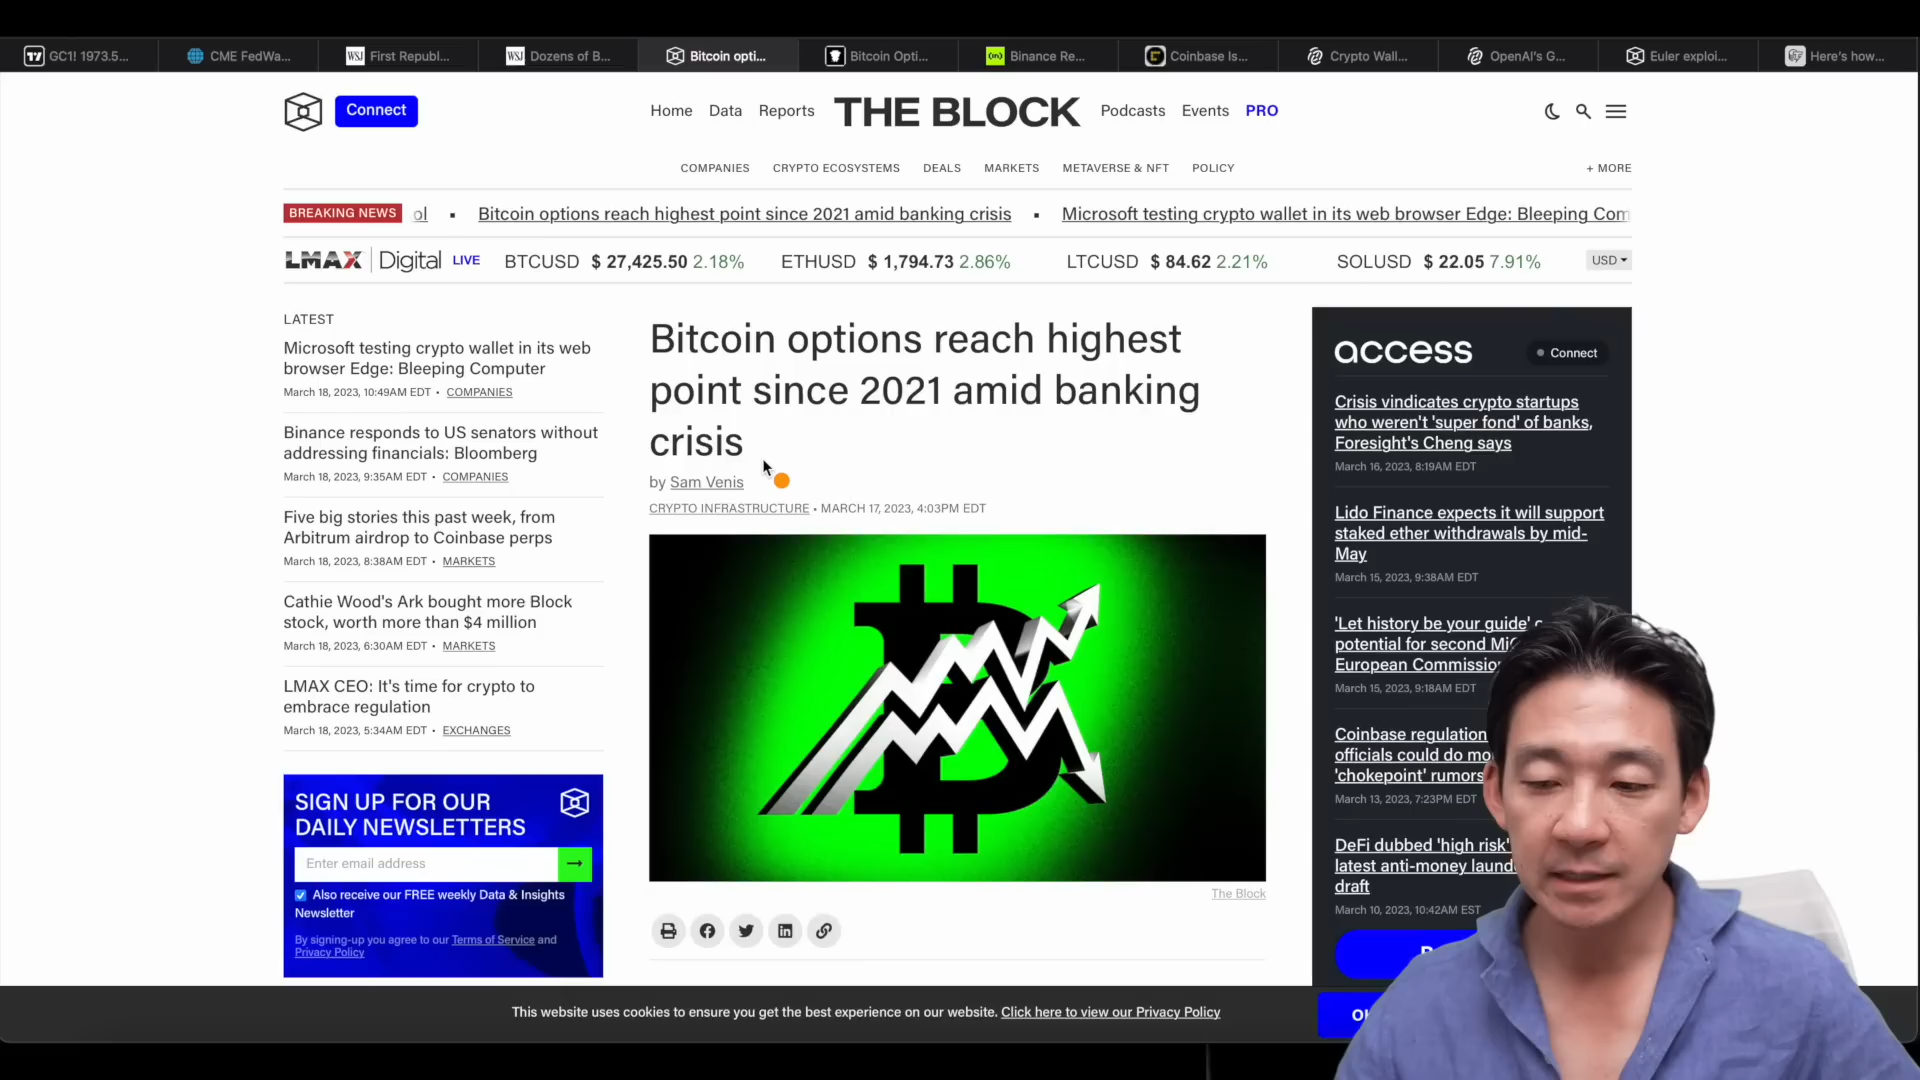 GC1! 1973.5...
CME FedWa...
WSJ
First Republ...
WSJ
Dozens of B...
Bitcoin opti...
Bitcoin Opti...
Binance Re...
Coinbase Is...
Crypto Wall...
OpenAI's G...
Euler exploi...
Here's how...
Connect
Home
Data
Reports
THE BLOCK
Podcasts
Events
PRO
COMPANIES
CRYPTO ECOSYSTEMS
DEALS
MARKETS
METAVERSE & NFT
POLICY
+ MORE
BREAKING NEWS
ol
Bitcoin options reach highest point since 2021 amid banking crisis
Microsoft testing crypto wallet in its web browser Edge: Bleeping Com
LMAX Digital LIVE
BTCUSD $ 27,425.50 2.18%
ETHUSD $ 1,794.73 2.86%
LTCUSD $ 84.62 2.21%
SOLUSD $ 22.05 7.91%
USD
LATEST
Microsoft testing crypto wallet in its web
browser Edge: Bleeping Computer
March 18, 2023, 10:49AM EDT • COMPANIES
Binance responds to US senators without
addressing financials: Bloomberg
March 18, 2023, 9:35AM EDT • COMPANIES
Five big stories this past week, from
Arbitrum airdrop to Coinbase perps
March 18, 2023, 8:38AM EDT • MARKETS
Cathie Wood's Ark bought more Block
stock, worth more than $4 million
March 18, 2023, 6:30AM EDT • MARKETS
LMAX CEO: It's time for crypto to
embrace regulation
March 18, 2023, 5:34AM EDT • EXCHANGES
SIGN UP FOR OUR
DAILY NEWSLETTERS
Enter email address
Also receive our FREE weekly Data & Insights
Newsletter
By signing-up you agree to our Terms of Service and
Privacy Policy
Bitcoin options reach highest
point since 2021 amid banking
crisis
by Sam Venis
CRYPTO INFRASTRUCTURE • MARCH 17, 2023, 4:03PM EDT
The Block
access
Connect
Crisis vindicates crypto startups
who weren't 'super fond' of banks,
Foresight's Cheng says
March 16, 2023, 8:19AM EDT
Lido Finance expects it will support
staked ether withdrawals by mid-
May
March 15, 2023, 9:38AM EDT
'Let history be your guide'
potential for second
European Commissio
March 15, 2023, 9:18AM EDT
Coinbase regulation
officials could do
'chokepoint' rumors
March 13, 2023, 7:23PM EDT
DeFi dubbed 'high risk'
latest anti-money
draft
March 10, 2023, 10:42AM EST
This website uses cookies to ensure you get the best experience on our website. Click here to view our Privacy Policy